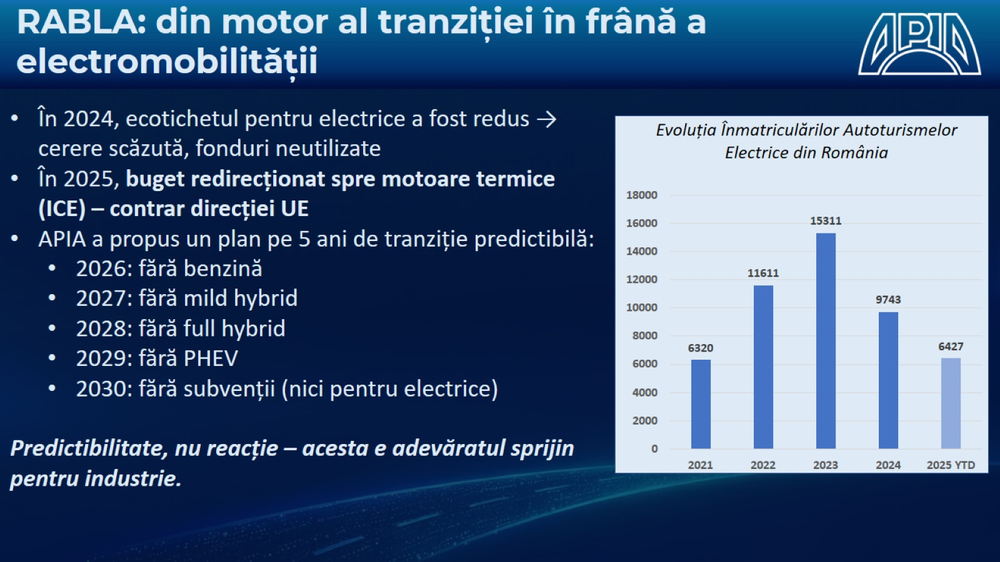 RABLA: din motor al tranziției în frână a
electromobilității
APIA
• În 2024, ecotichetul pentru electrice a fost redus →
cerere scăzută, fonduri neutilizate
• În 2025, buget redirecționat spre motoare termice
(ICE) – contrar direcției UE
• APIA a propus un plan pe 5 ani de tranziție predictibilă:
• 2026: fără benzină
• 2027: fără mild hybrid
• 2028: fără full hybrid
• 2029: fără PHEV
• 2030: fără subvenții (nici pentru electrice)
Predictibilitate, nu reacție – acesta e adevăratul sprijin
pentru industrie.
Evoluția Înmatriculărilor Autoturismelor
Electrice din România
18000
16000
14000
12000
10000
8000
6000
4000
2000
0
6320
11611
15311
9743
6427
2021 2022 2023 2024 2025 YTD